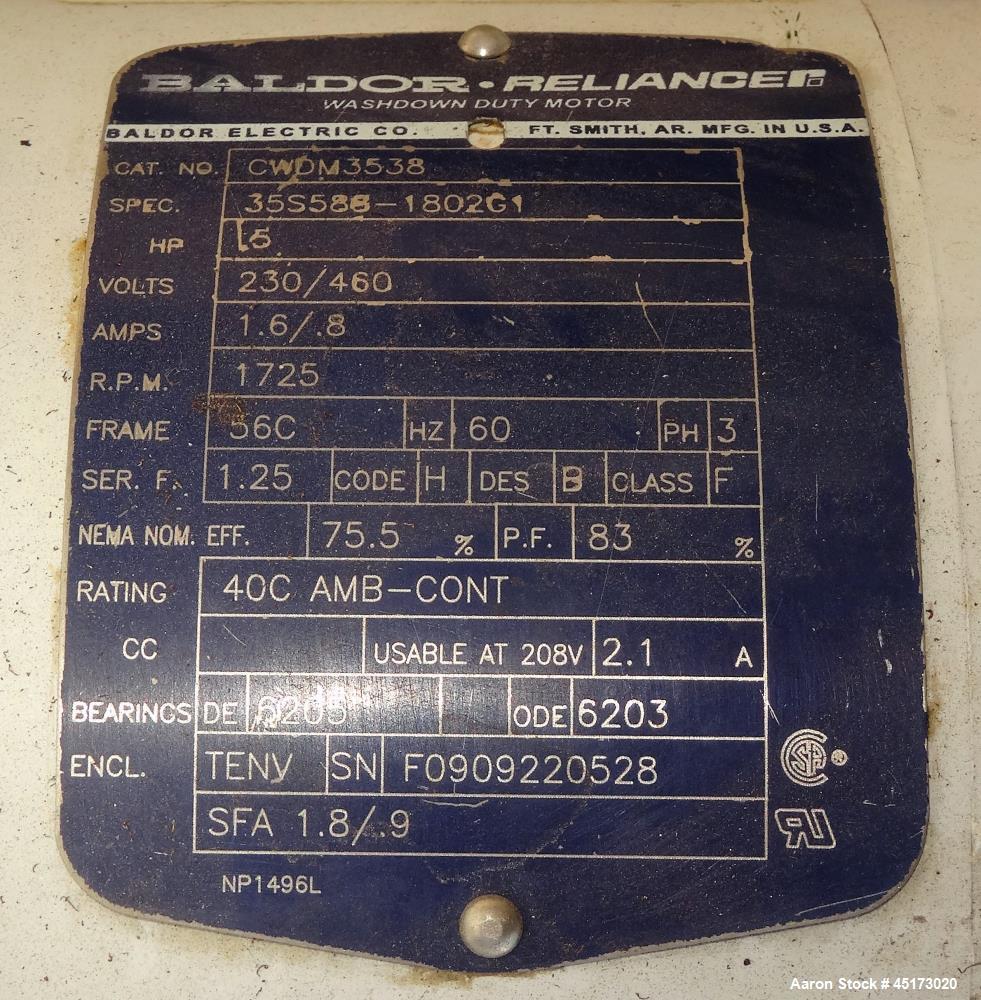 BALDOR • RELIANCER
WASHDOWN DUTY MOTOR
BALDOR ELECTRIC CO. FT. SMITH, AR. MFG. IN U.S.A.
CAT. NO. CWDM3538
SPEC. 35S588-1802G1
HP .5
VOLTS 230/460
AMPS 1.6/.8
R.P.M. 1725
FRAME 56C HZ 60 PH 3
SER. F. 1.25 CODE H DES B CLASS F
NEMA NOM. EFF. 75.5 % P.F. 83 %
RATING 40C AMB-CONT
CC USABLE AT 208V 2.1 A
BEARINGS DE 6205 ODE 6203
ENCL. TENV SN F0909220528
SFA 1.8/.9
NP1496L
Aaron Stock # 45173020